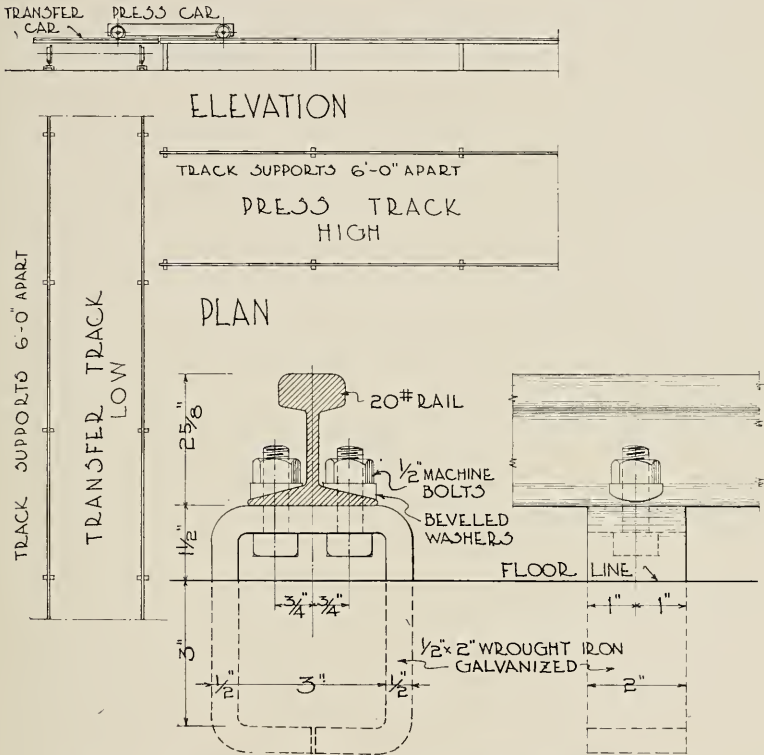 TRANSFER CAR
PRESS CAR
ELEVATION
TRACK SUPPORTS 6'-0" APART
PRESS TRACK
HIGH
PLAN
TRACK SUPPORTS 6'-0" APART
TRANSFER TRACK
LOW
2 5/8"
20# RAIL
1/2" MACHINE
BOLTS
BEVELED
WASHERS
1 1/2"
FLOOR LINE
3/4" 3/4"
1" 1"
3"
1/2" x 2" WROUGHT IRON
GALVANIZED
1/2" 3" 1/2"
2"